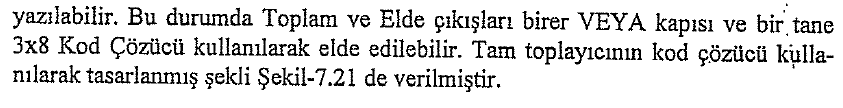 yazılabilir. Bu durumda Toplam ve Elde çıkışları birer VEYA kapısı ve bir tane
3x8 Kod Çözücü kullanılarak elde edilebilir. Tam toplayıcının kod çözücü kulla-
nılarak tasarlanmış şekli Şekil-7.21 de verilmiştir.